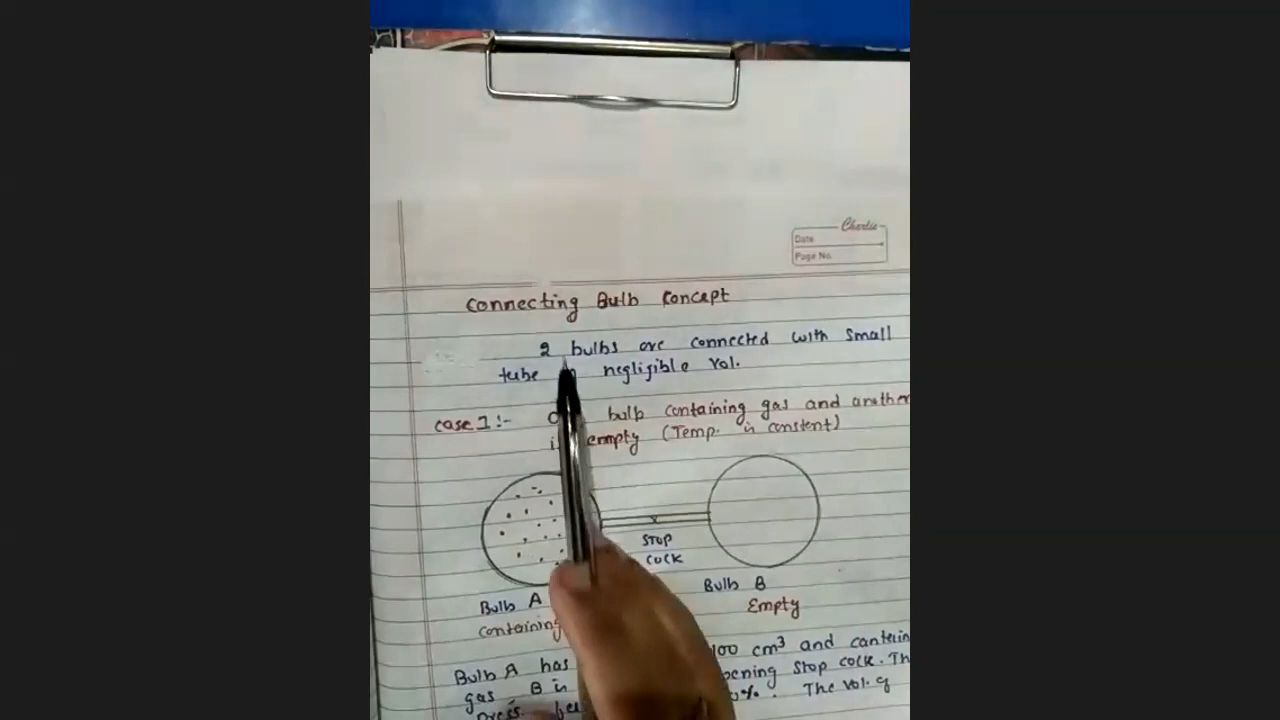 Charlie
Date
Page No.
Connecting Bulb Concept
2 bulbs are connected with small
tube negligible vol.
Case 1:- bulb containing gas and another
empty (Temp. is constent)
STOP
COCK
Bulb A
Bulb B
containing
Empty
Bulb A has 100 cm³ and contain
gas B is opening stop cock. Th
press. %. The vol. of